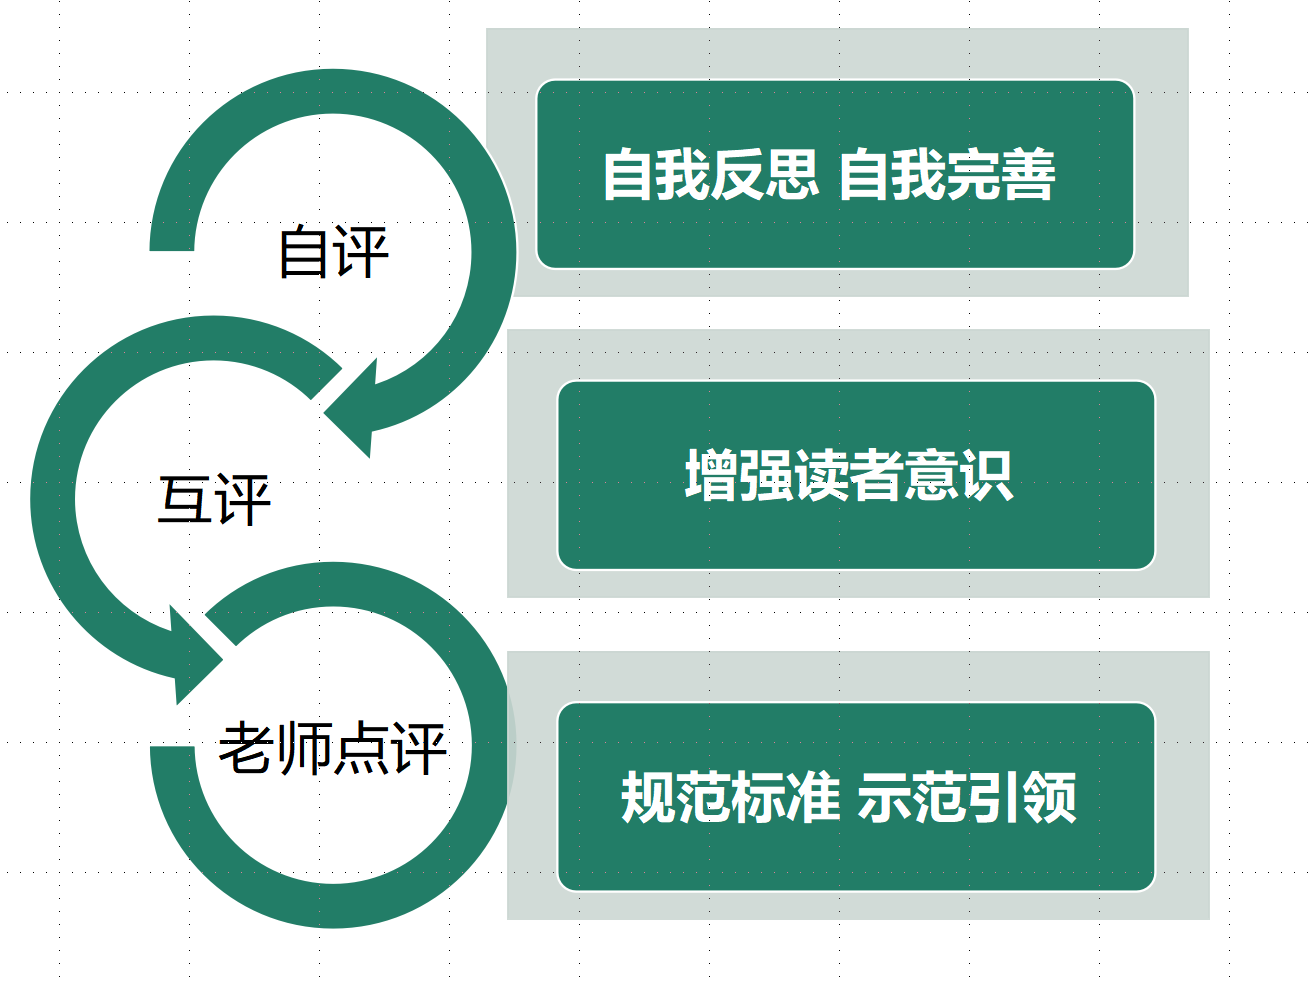 自评
自我反思 自我完善
互评
增强读者意识
老师点评
规范标准 示范引领